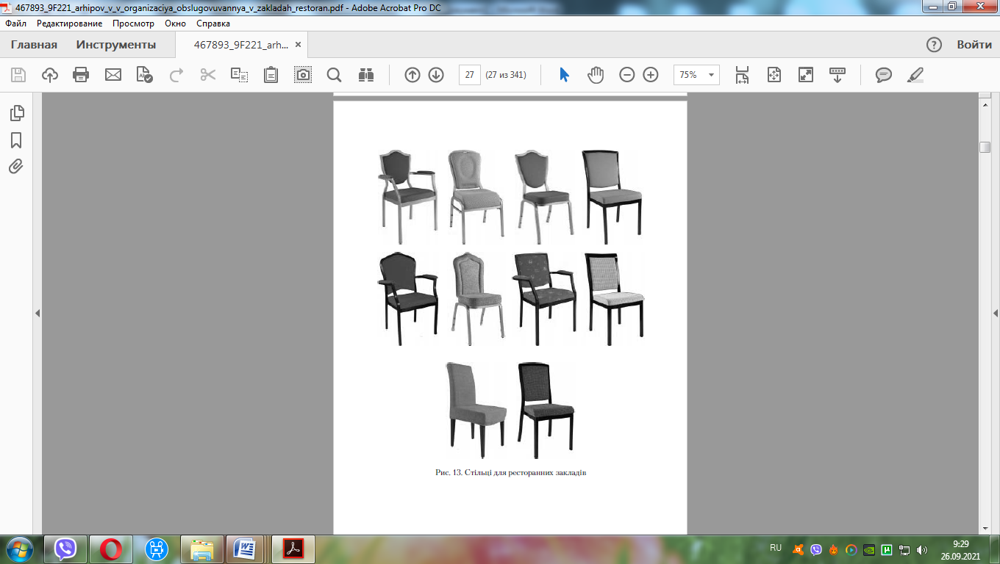 467893_9F221_arhipov_v_v_organizaciya_obslugovuvannya_v_zakladah_restoran.pdf - Adobe Acrobat Pro DC
Файл Редактирование Просмотр Окно Справка
Главная Инструменты 467893_9F221_arh... × Войти
27 (27 из 341) 75%
Рис. 13. Стільці для ресторанних закладів
RU 9:29
26.09.2021